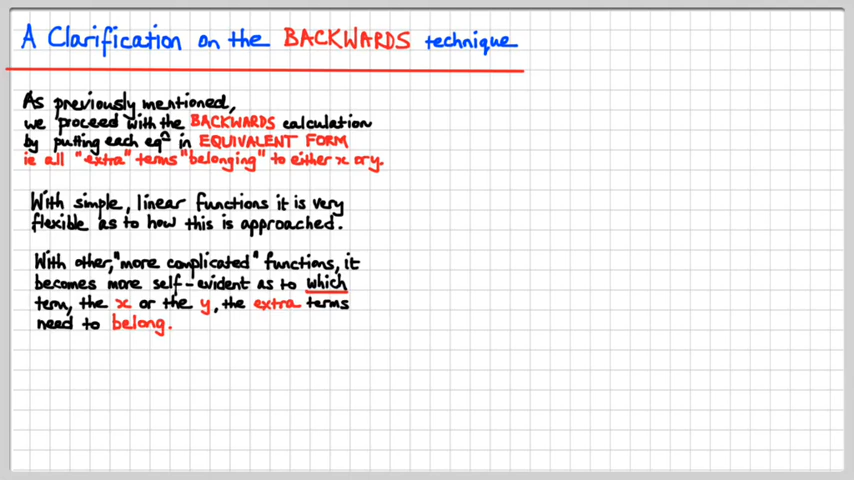 A Clarification on the BACKWARDS technique
As previously mentioned,
we proceed with the BACKWARDS calculation
by putting each eqⁿ in EQUIVALENT FORM
ie all "extra" terms "belonging" to either x or y.
With simple, linear functions it is very
flexible as to how this is approached.
With other, "more complicated" functions, it
becomes more self-evident as to which
term, the x or the y, the extra terms
need to belong.